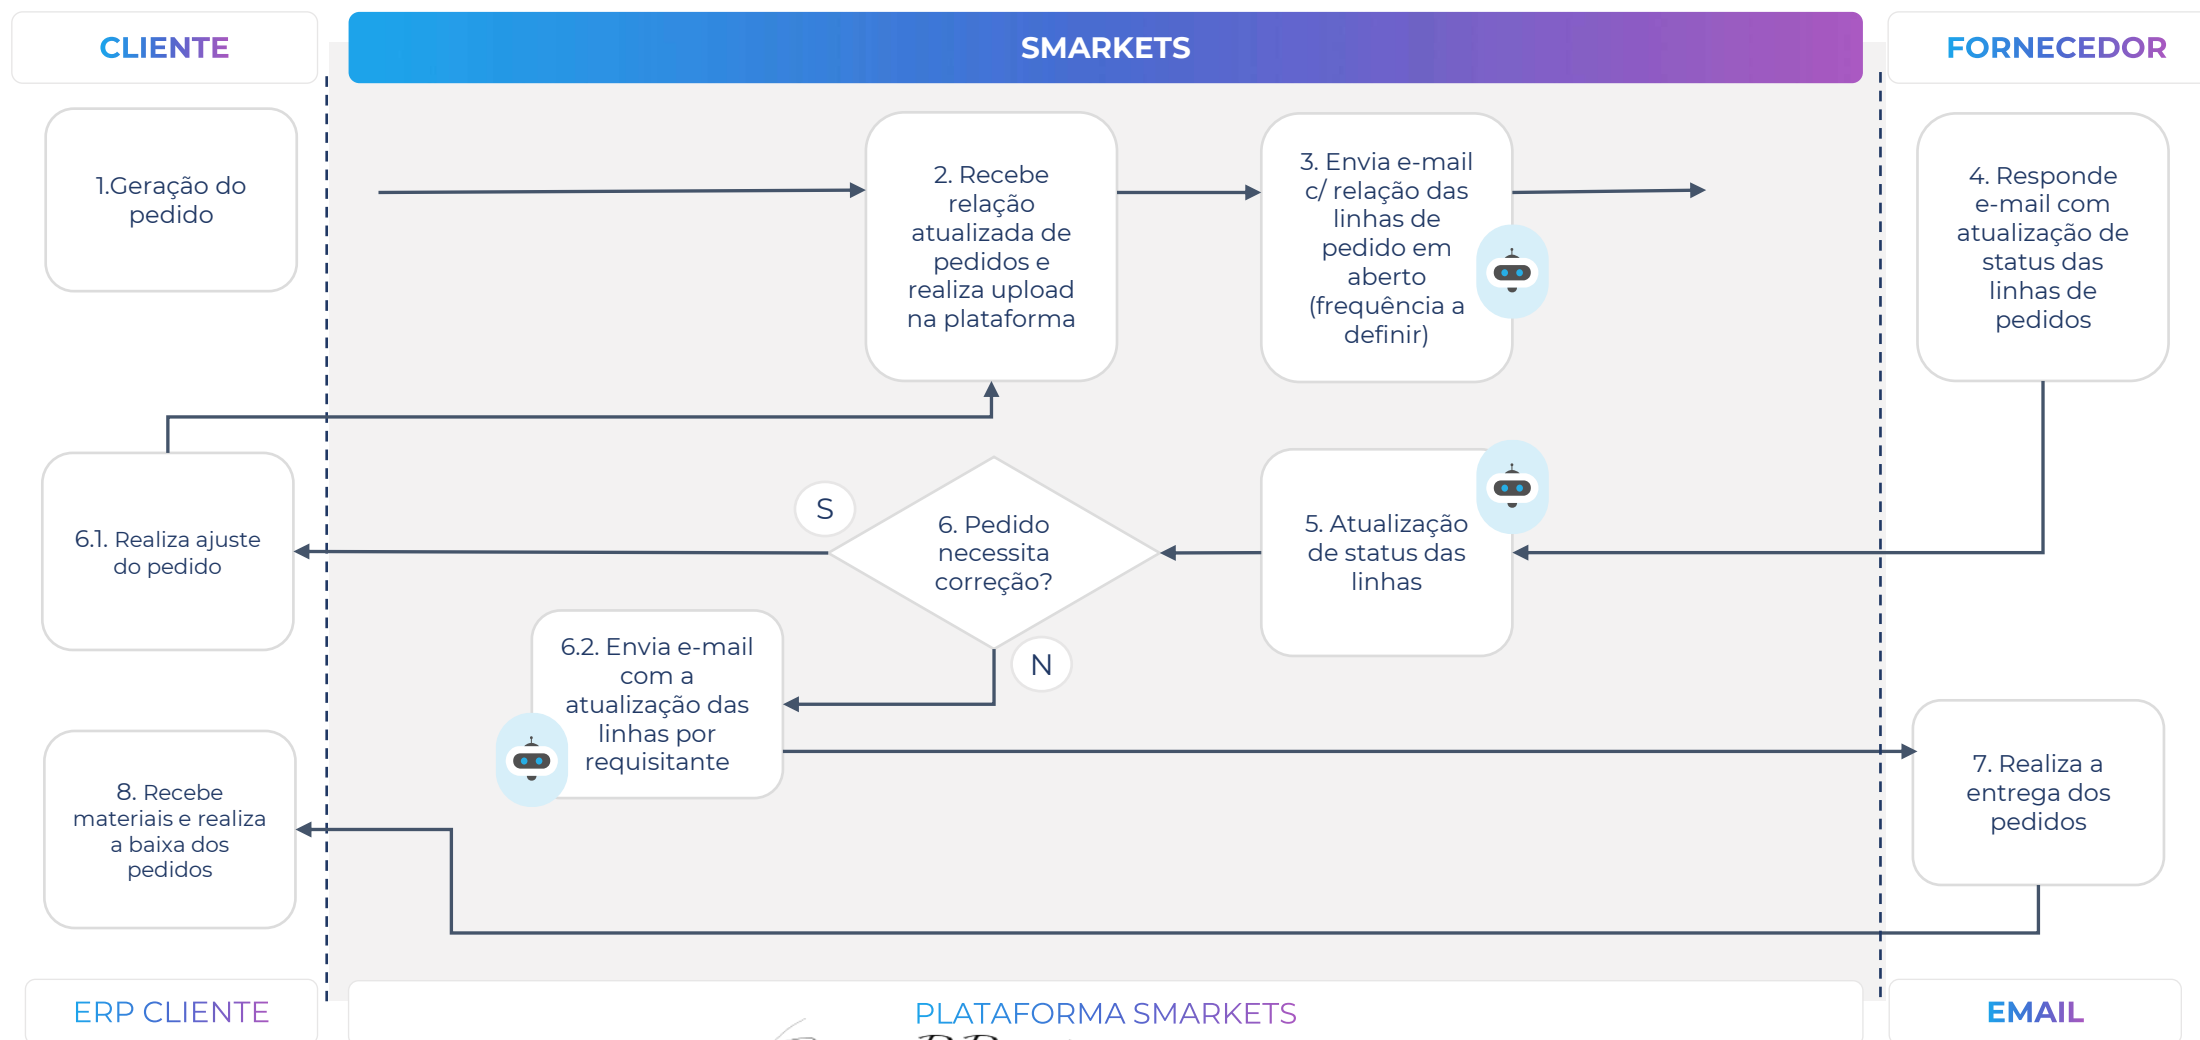 CLIENTE
SMARKETS
FORNECEDOR
1.Geração do
pedido
2. Recebe
relação
atualizada de
pedidos e
realiza upload
na plataforma
3. Envia e-mail
c/ relação das
linhas de
pedido em
aberto
(frequência a
definir)
4. Responde
e-mail com
atualização de
status das
linhas de
pedidos
6.1. Realiza ajuste
do pedido
S
6. Pedido
necessita
correção?
N
5. Atualização
de status das
linhas
6.2. Envia e-mail
com a
atualização das
linhas por
requisitante
7. Realiza a
entrega dos
pedidos
8. Recebe
materiais e realiza
a baixa dos
pedidos
ERP CLIENTE
PLATAFORMA SMARKETS
EMAIL